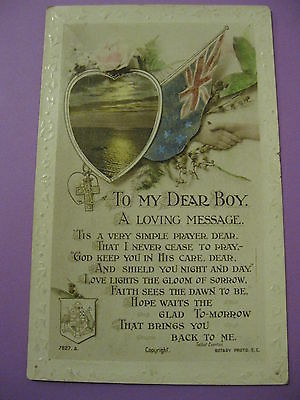 TO MY DEAR BOY.
A LOVING MESSAGE.
'TIS A VERY SIMPLE PRAYER, DEAR,
THAT I NEVER CEASE TO PRAY,—
"GOD KEEP YOU IN HIS CARE, DEAR,
AND SHIELD YOU NIGHT AND DAY."
LOVE LIGHTS THE GLOOM OF SORROW,
FAITH SEES THE DAWN TO BE,
HOPE WAITS THE
GLAD TO-MORROW
THAT BRINGS YOU
BACK TO ME.
7827. A.
Copyright.
ROTARY PHOTO. E.C.